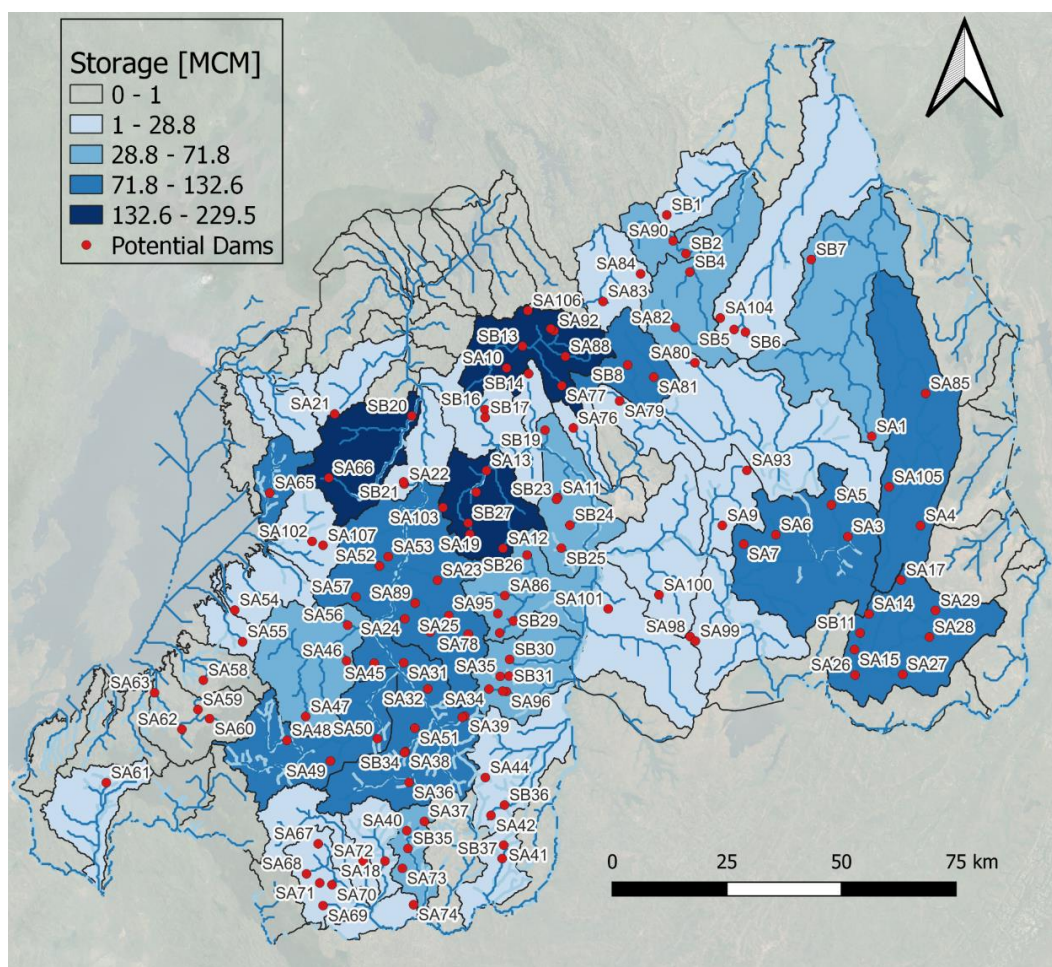 Storage [MCM]
0 - 1
1 - 28.8
28.8 - 71.8
71.8 - 132.6
132.6 - 229.5
Potential Dams
SB1
SA90
SB2
SB4
SB7
SA84
SA83
SA106
SA92
SA82
SA104
SB5
SB6
SB13
SA10
SA88
SB8
SA80
SA81
SB14
SA77
SA79
SA85
SA21
SB20
SB16
SB17
SA76
SB19
SA1
SA66
SA13
SA93
SA22
SB21
SA65
SB23
SA11
SA105
SA5
SA103
SB27
SB24
SA9
SA6
SA3
SA4
SA102
SA107
SA19
SA12
SA7
SA52
SA53
SB26
SB25
SA23
SA17
SA57
SA86
SA100
SA54
SA89
SA95
SA101
SA14
SA29
SA56
SA24
SA25
SB29
SB11
SA28
SA55
SA78
SA98
SA99
SA46
SA45
SA31
SA35
SB30
SA58
SA26
SA15
SA27
SA63
SA59
SA32
SB31
SA34
SA96
SA62
SA60
SA47
SA39
SA48
SA50
SA51
SA49
SB34
SA38
SA61
SA36
SA44
SB36
SA40
SA37
SA42
SA67
SB35
SB37
SA72
SA41
SA68
SA18
SA73
SA71
SA70
SA69
SA74
0 25 50 75 km